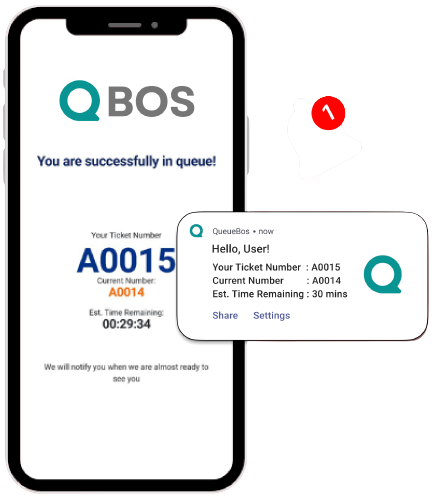 QBOS
You are successfully in queue!
Your Ticket Number
A0015
Current Number:
A0014
Est. Time Remaining:
00:29:34
We will notify you when we are almost ready to
see you
1
QueueBos • now
Hello, User!
Your Ticket Number : A0015
Current Number : A0014
Est. Time Remaining : 30 mins
Share Settings